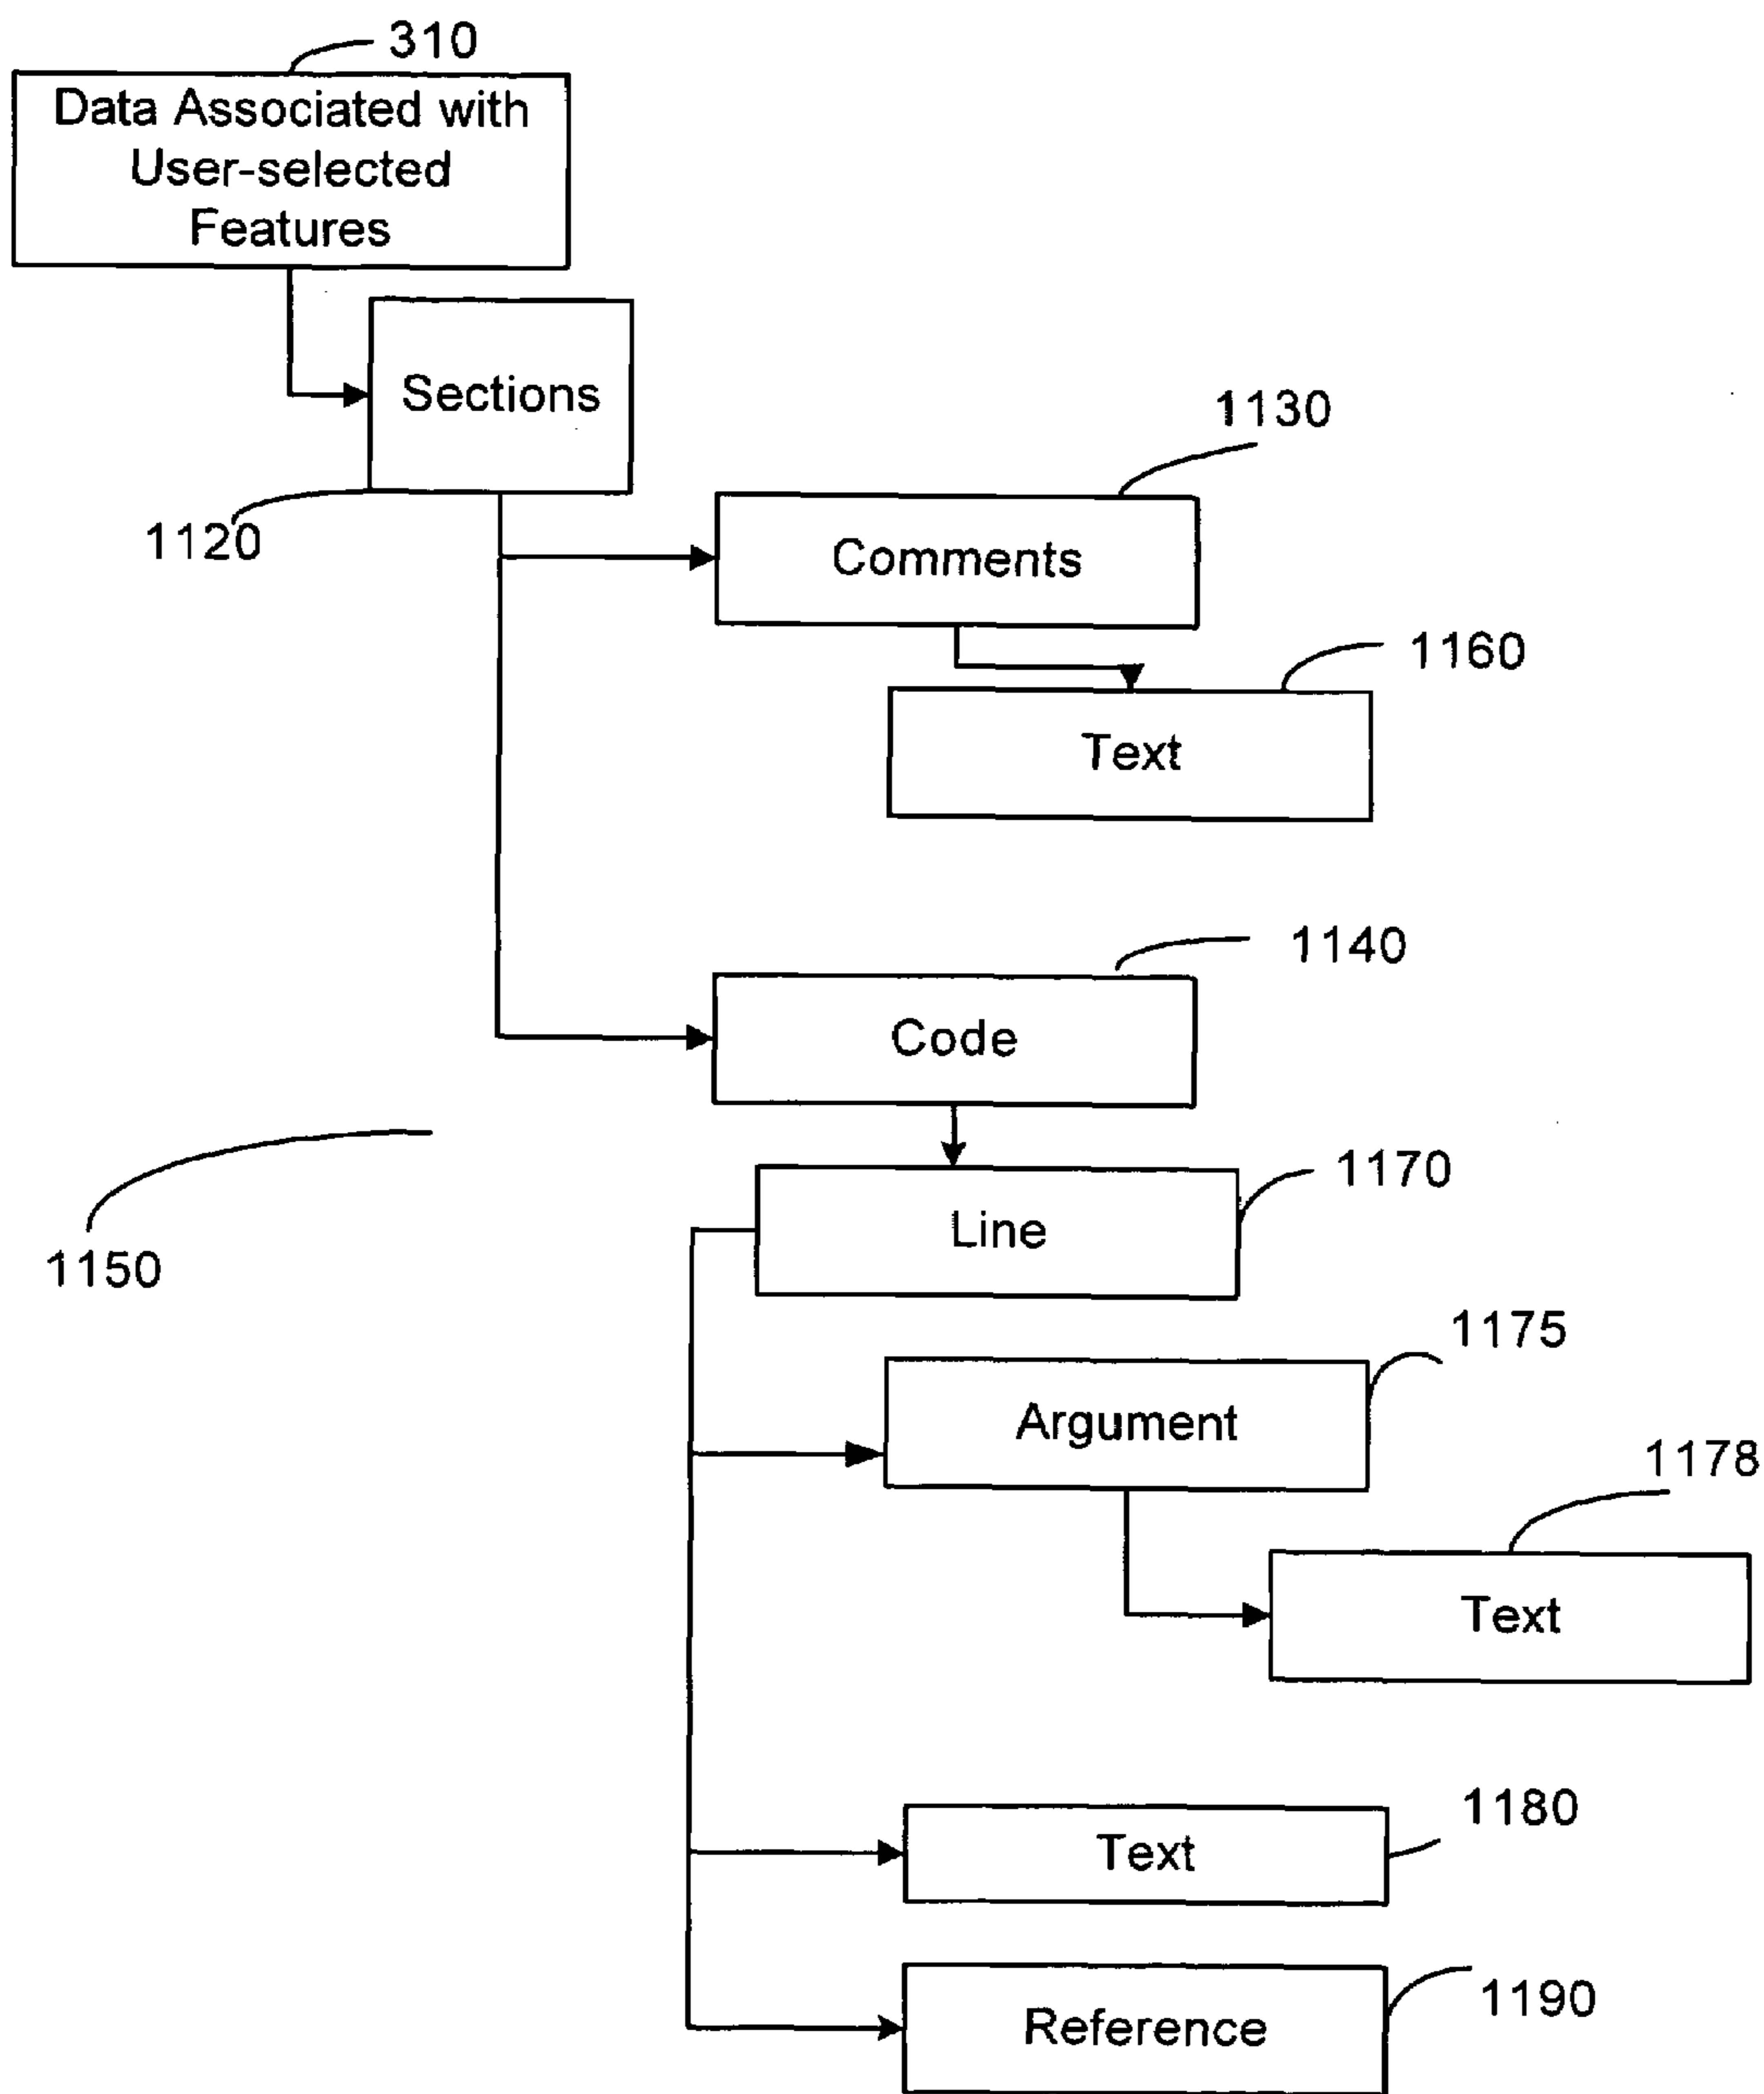 310
Data Associated with
User-selected
Features
Sections
1120
1130
Comments
1160
Text
1140
Code
1150
1170
Line
1175
Argument
1178
Text
1180
Text
1190
Reference